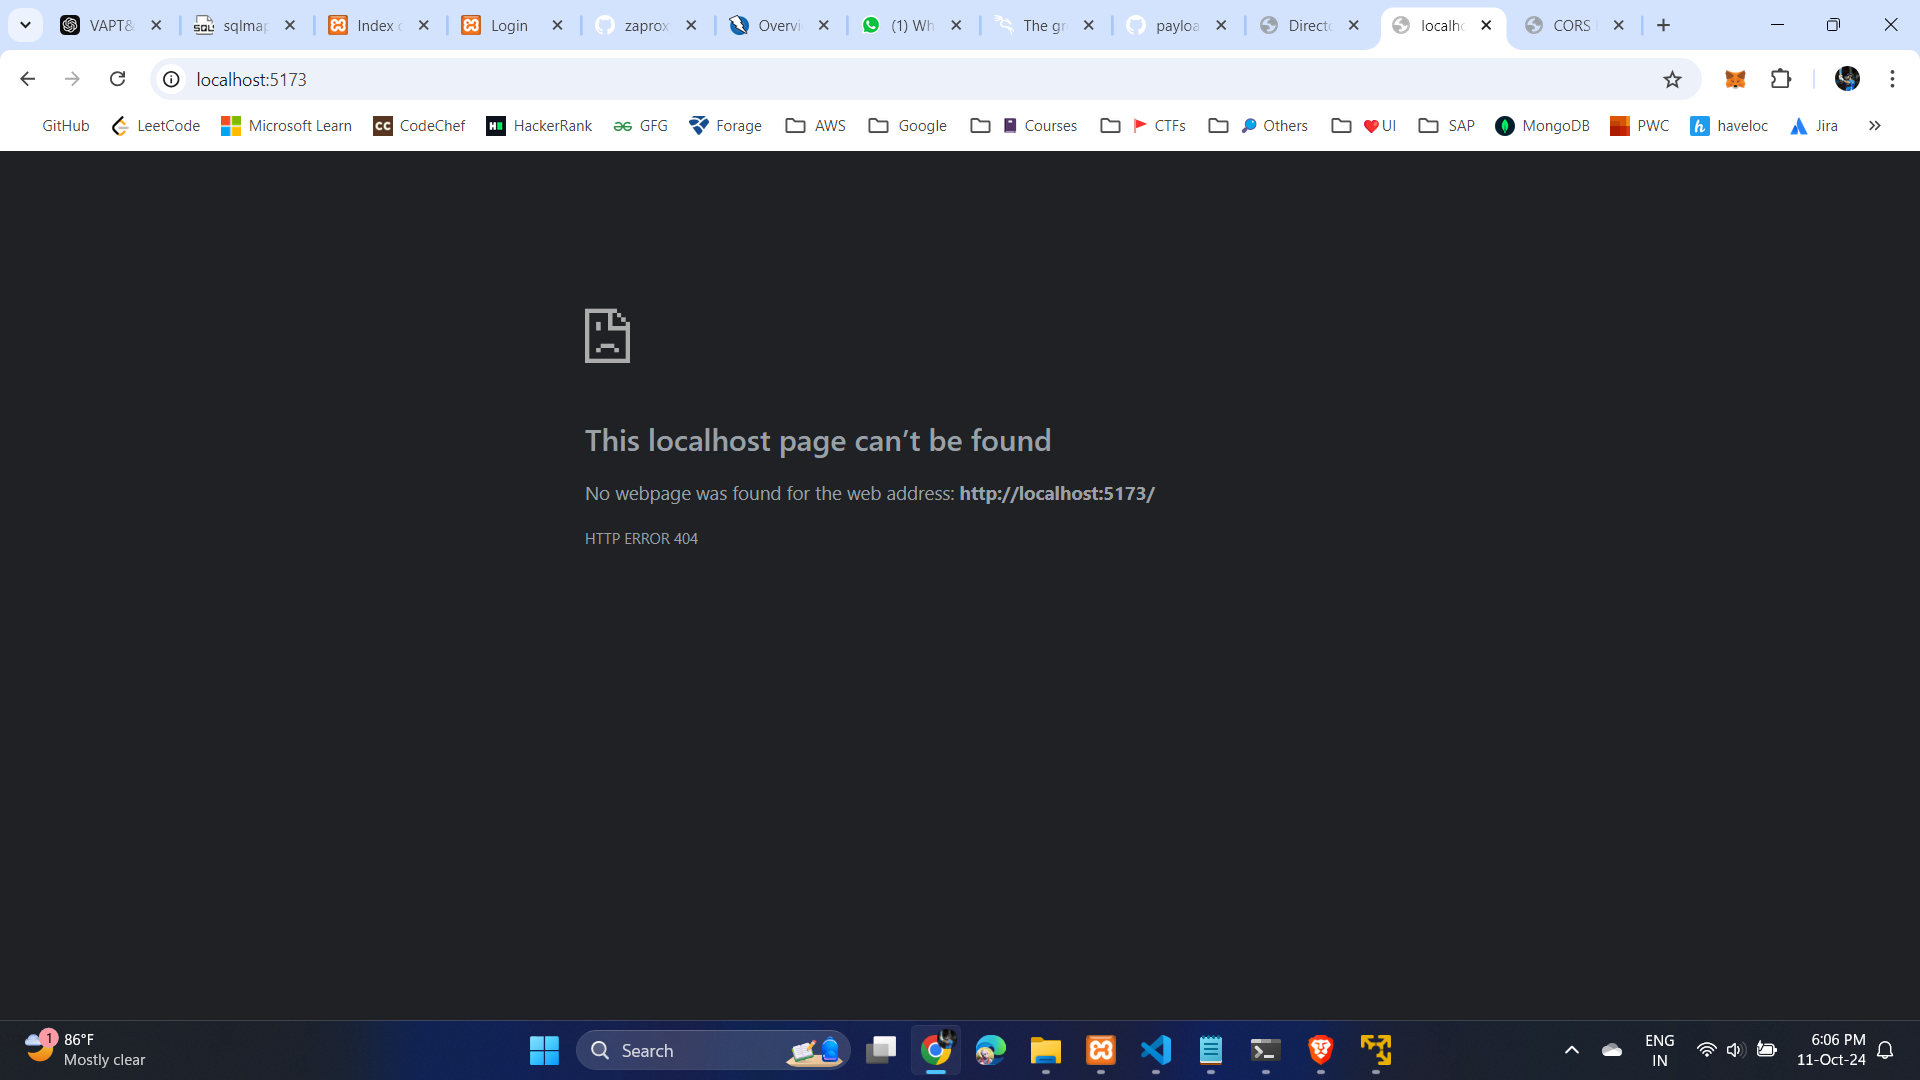 VAPT&
sqlmap
Index o
Login
zaprox
Overvi
(1) Wh
The gr
payloa
Directo
localho
CORS
localhost:5173
GitHub
LeetCode
Microsoft Learn
CodeChef
HackerRank
GFG
Forage
AWS
Google
Courses
CTFs
Others
UI
SAP
MongoDB
PWC
haveloc
Jira
This localhost page can’t be found
No webpage was found for the web address: http://localhost:5173/
HTTP ERROR 404
1
86°F
Mostly clear
Search
ENG
IN
6:06 PM
11-Oct-24